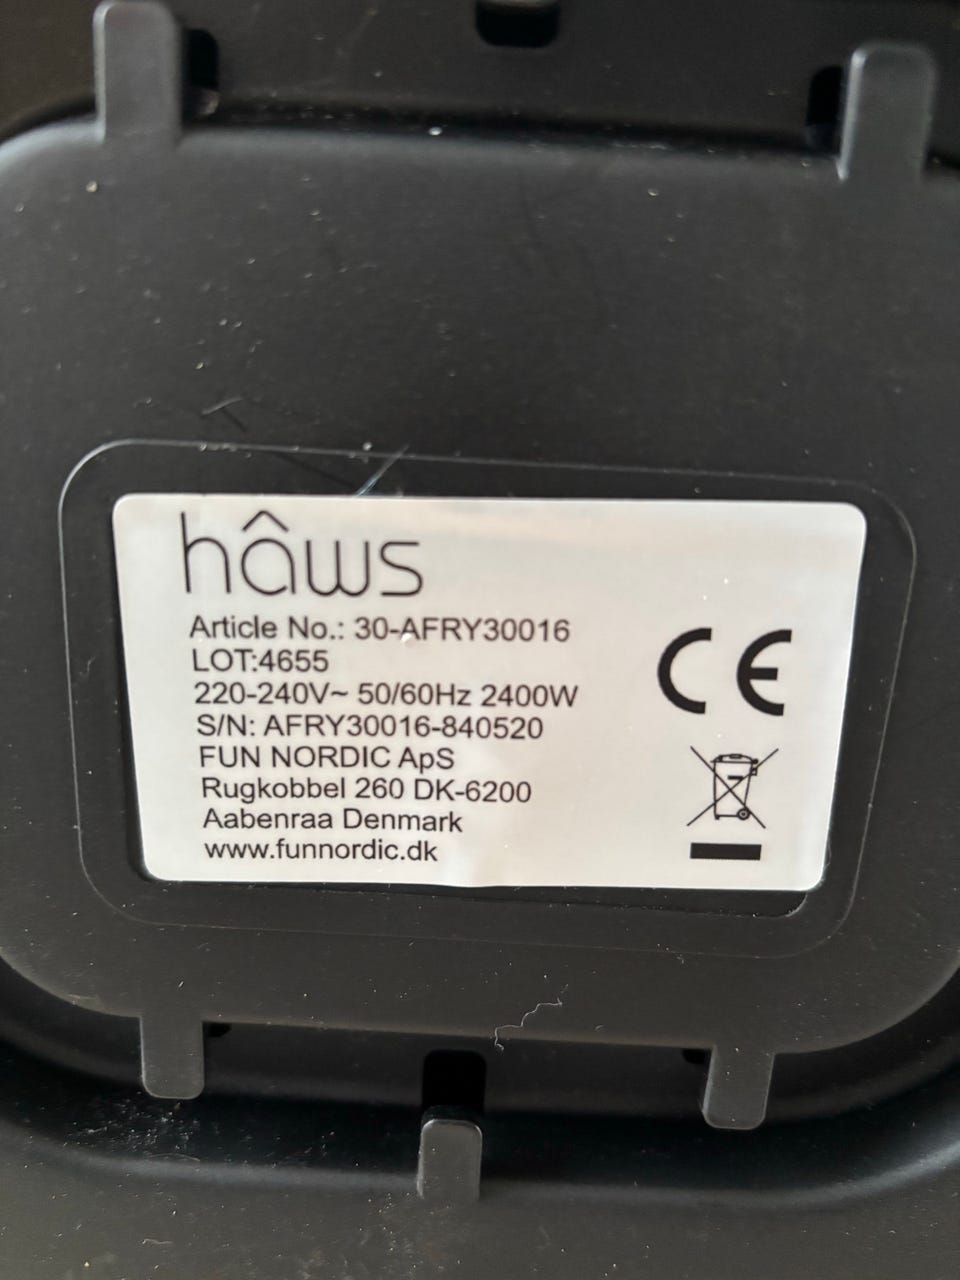 hâws
Article No.: 30-AFRY30016
LOT:4655
220-240V~ 50/60Hz 2400W
S/N: AFRY30016-840520
FUN NORDIC ApS
Rugkobbel 260 DK-6200
Aabenraa Denmark
www.funnordic.dk
CE